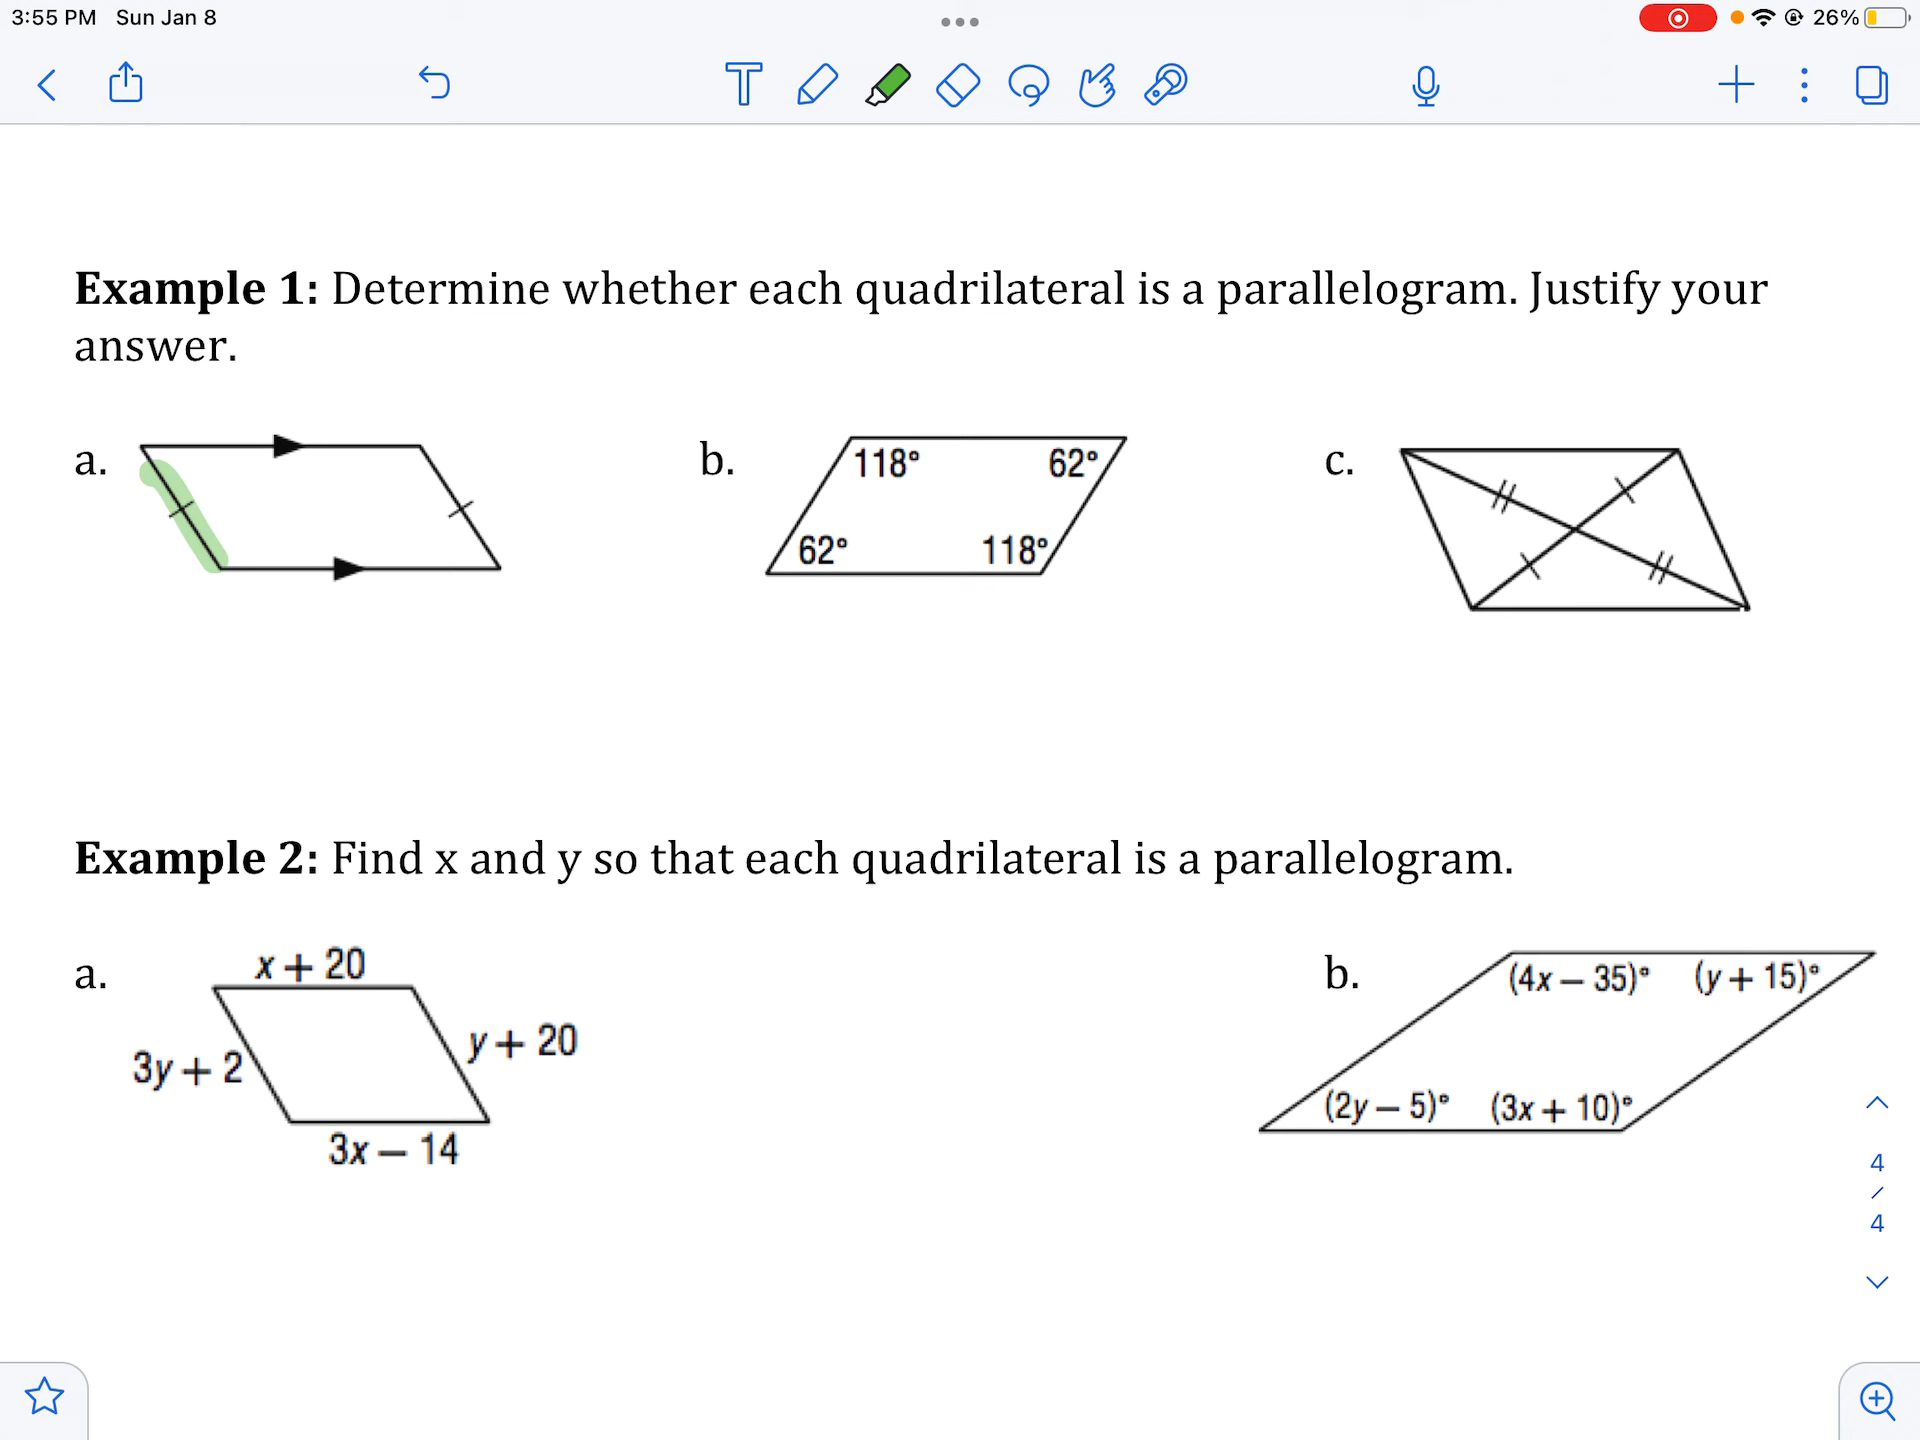 3:55 PM Sun Jan 8
26%
Example 1: Determine whether each quadrilateral is a parallelogram. Justify your
answer.
a.
b.
118°
62°
62°
118°
c.
Example 2: Find x and y so that each quadrilateral is a parallelogram.
a.
x + 20
3y + 2
y + 20
3x – 14
b.
(4x – 35)° (y + 15)°
(2y – 5)° (3x + 10)°
4
/
4